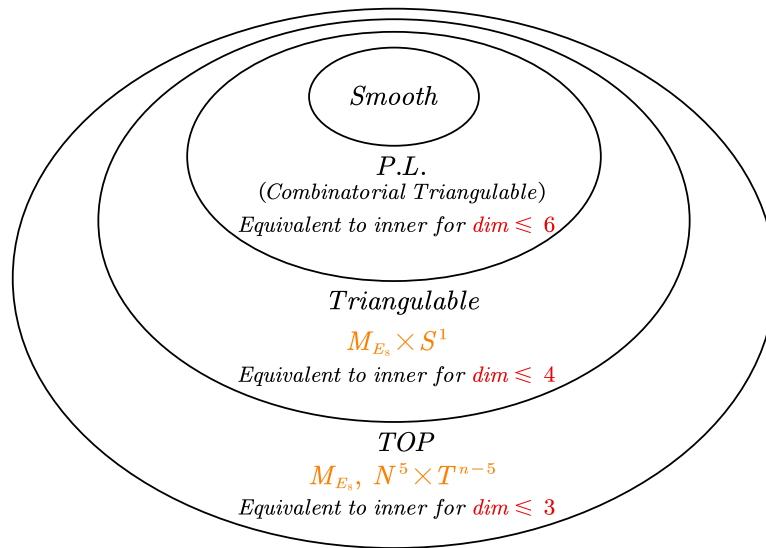 Smooth
P.L.
(Combinatorial Triangulable)
Equivalent to inner for dim ⩽ 6
Triangulable
M_{E_8} × S^1
Equivalent to inner for dim ⩽ 4
TOP
M_{E_8}, N^5 × T^{n−5}
Equivalent to inner for dim ⩽ 3